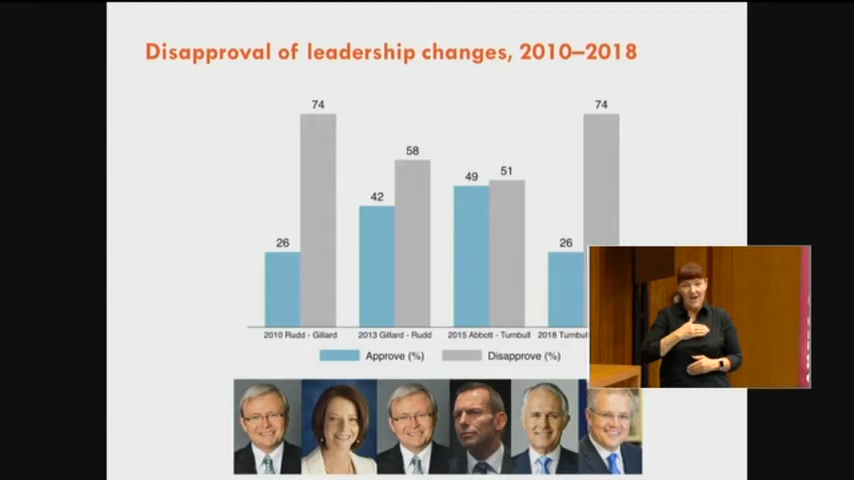 Disapproval of leadership changes, 2010–2018
74
74
58
49
51
42
26
26
2010 Rudd - Gillard
2013 Gillard - Rudd
2015 Abbott - Turnbull
2018 Turnbull
Approve (%)
Disapprove (%)